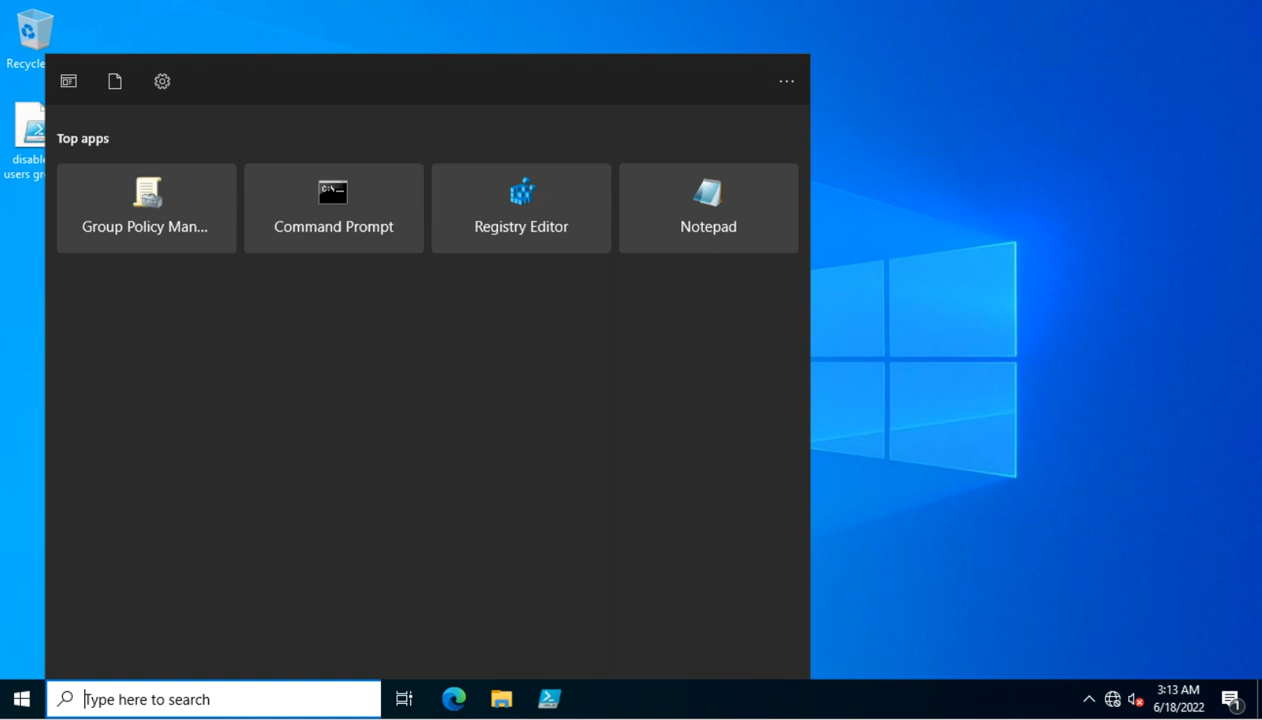 Recycle
disable
users gr
Top apps
Group Policy Man...
Command Prompt
Registry Editor
Notepad
Type here to search
3:13 AM
6/18/2022
1